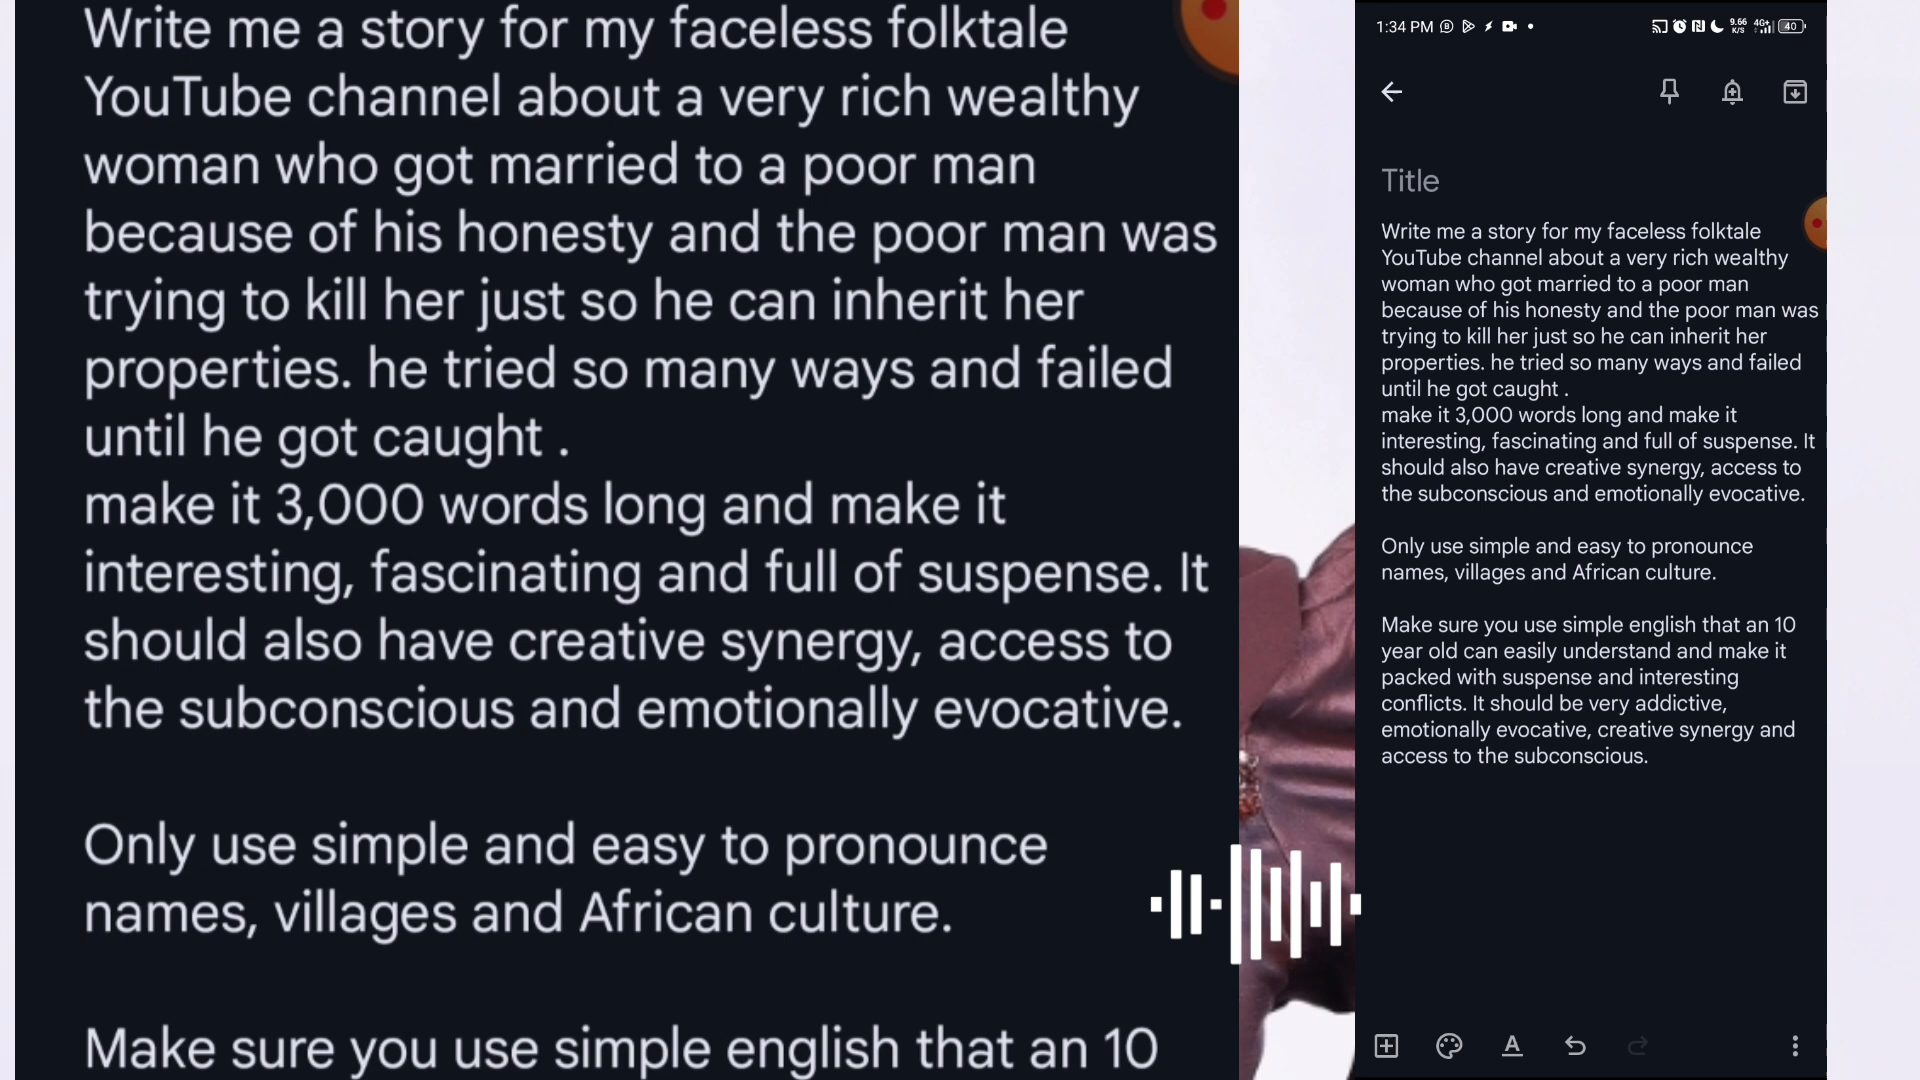 Write me a story for my faceless folktale
YouTube channel about a very rich wealthy
woman who got married to a poor man
because of his honesty and the poor man was
trying to kill her just so he can inherit her
properties. he tried so many ways and failed
until he got caught .
make it 3,000 words long and make it
interesting, fascinating and full of suspense. It
should also have creative synergy, access to
the subconscious and emotionally evocative.
Only use simple and easy to pronounce
names, villages and African culture.
Make sure you use simple english that an 10
1:34 PM
9.66
K/S
4G+
40
Title
Write me a story for my faceless folktale
YouTube channel about a very rich wealthy
woman who got married to a poor man
because of his honesty and the poor man was
trying to kill her just so he can inherit her
properties. he tried so many ways and failed
until he got caught .
make it 3,000 words long and make it
interesting, fascinating and full of suspense. It
should also have creative synergy, access to
the subconscious and emotionally evocative.
Only use simple and easy to pronounce
names, villages and African culture.
Make sure you use simple english that an 10
year old can easily understand and make it
packed with suspense and interesting
conflicts. It should be very addictive,
emotionally evocative, creative synergy and
access to the subconscious.